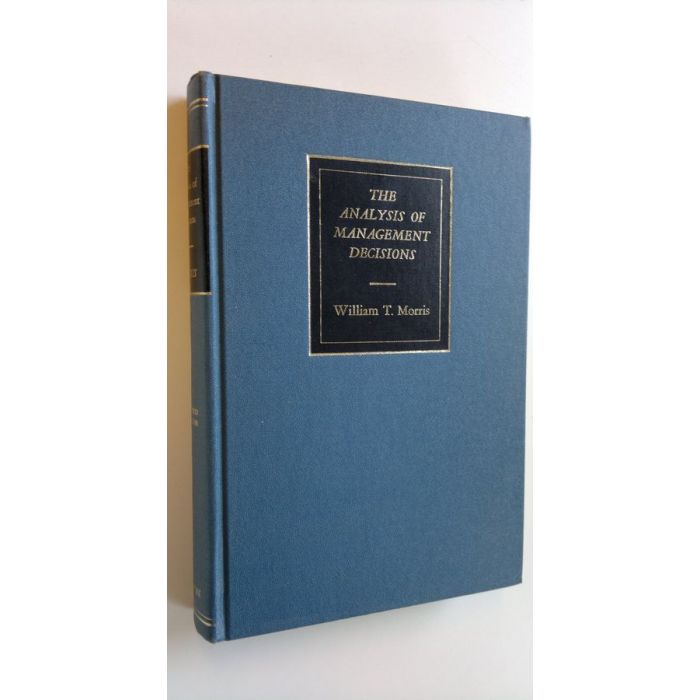 THE
ANALYSIS OF
MANAGEMENT
DECISIONS
William T. Morris